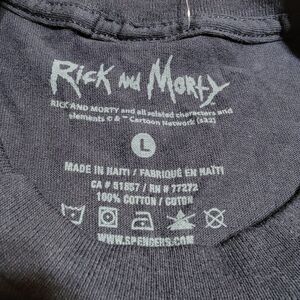 RICK AND MORTY
RICK AND MORTY and all related characters and
elements © & ™ Cartoon Network (s22)
L
MADE IN HAITI / FABRIQUÉ EN HAÏTI
CA # 51857 / RN # 77272
100% COTTON / COTON
WWW.SPENCERS.COM